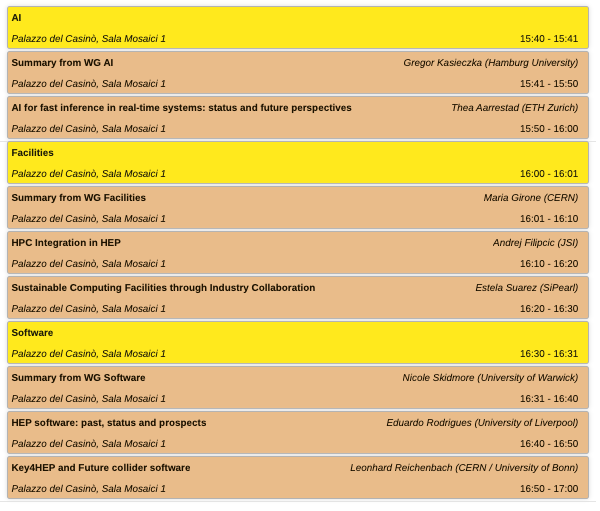 AI
Palazzo del Casinò, Sala Mosaici 1 15:40 - 15:41
Summary from WG AI Gregor Kasieczka (Hamburg University)
Palazzo del Casinò, Sala Mosaici 1 15:41 - 15:50
AI for fast inference in real-time systems: status and future perspectives Thea Aarrestad (ETH Zurich)
Palazzo del Casinò, Sala Mosaici 1 15:50 - 16:00
Facilities
Palazzo del Casinò, Sala Mosaici 1 16:00 - 16:01
Summary from WG Facilities Maria Girone (CERN)
Palazzo del Casinò, Sala Mosaici 1 16:01 - 16:10
HPC Integration in HEP Andrej Filipcic (JSI)
Palazzo del Casinò, Sala Mosaici 1 16:10 - 16:20
Sustainable Computing Facilities through Industry Collaboration Estela Suarez (SiPearl)
Palazzo del Casinò, Sala Mosaici 1 16:20 - 16:30
Software
Palazzo del Casinò, Sala Mosaici 1 16:30 - 16:31
Summary from WG Software Nicole Skidmore (University of Warwick)
Palazzo del Casinò, Sala Mosaici 1 16:31 - 16:40
HEP software: past, status and prospects Eduardo Rodrigues (University of Liverpool)
Palazzo del Casinò, Sala Mosaici 1 16:40 - 16:50
Key4HEP and Future collider software Leonhard Reichenbach (CERN / University of Bonn)
Palazzo del Casinò, Sala Mosaici 1 16:50 - 17:00